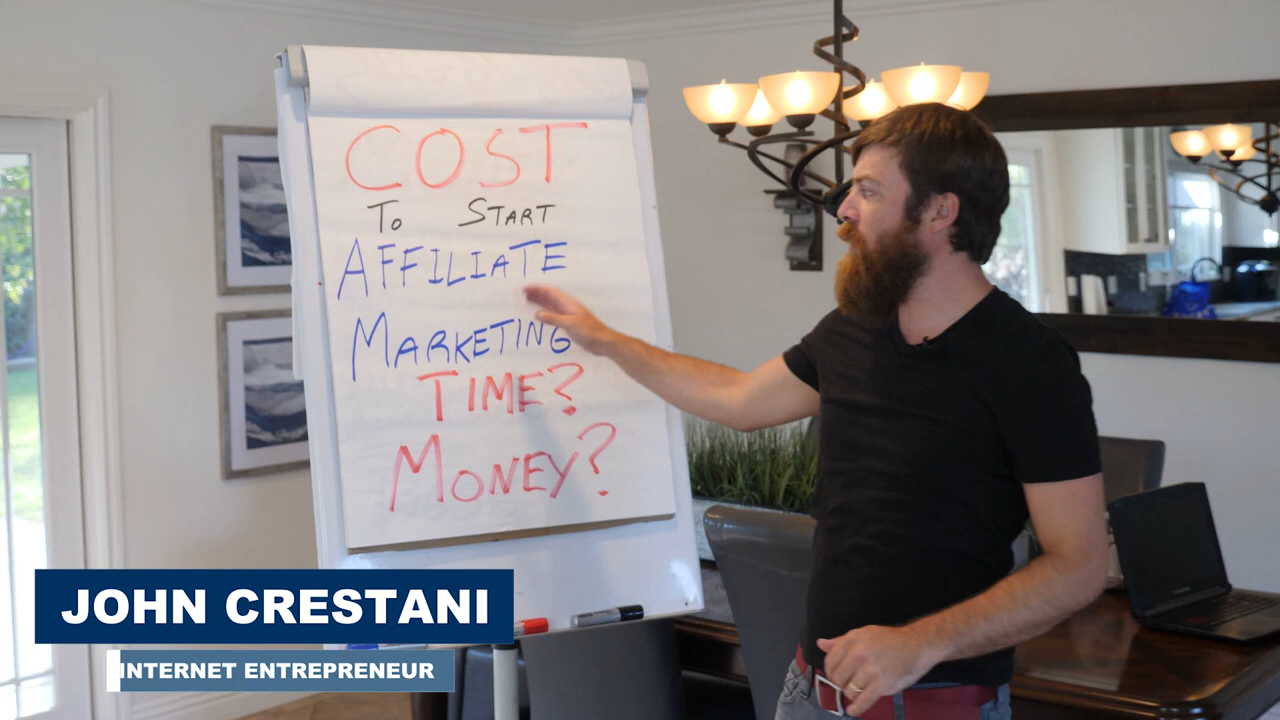 COST
TO START
AFFILIATE
MARKETING
TIME?
MONEY?
JOHN CRESTANI
INTERNET ENTREPRENEUR